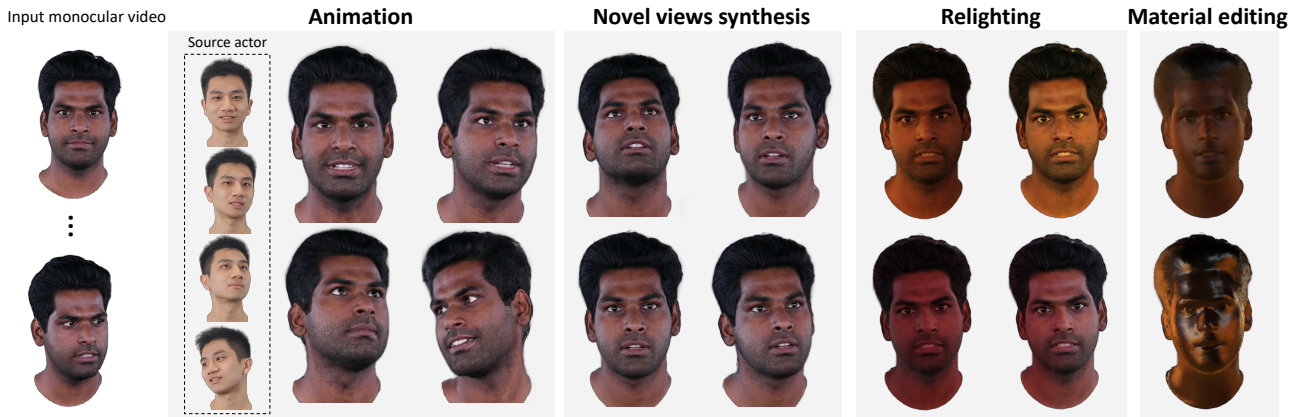 Input monocular video
Animation
Novel views synthesis
Relighting
Material editing
Source actor